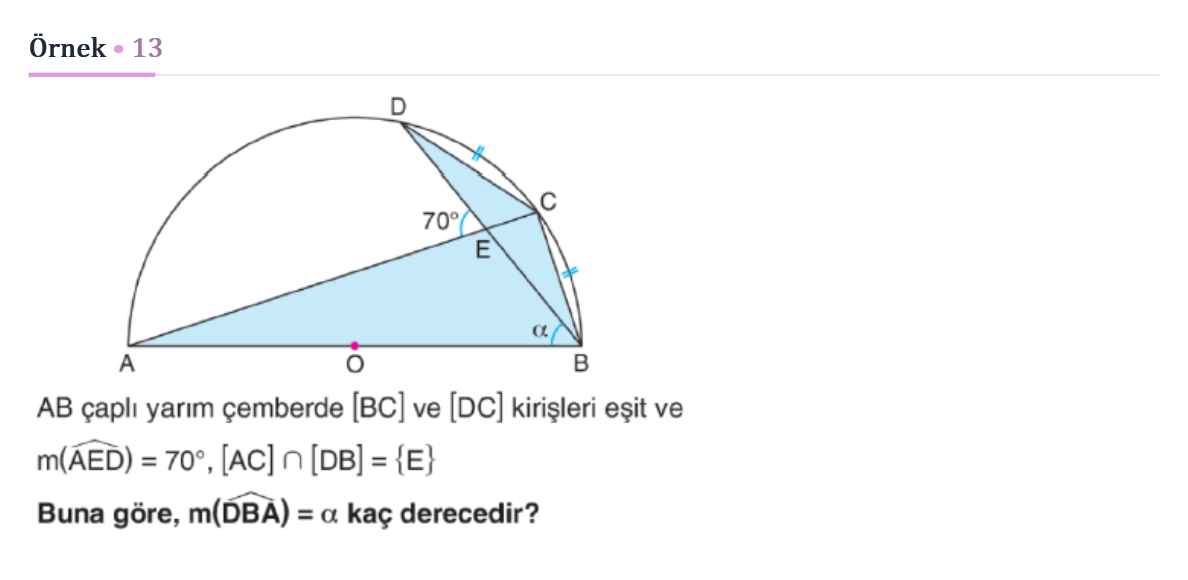 Örnek • 13
D
C
70°
E
α
A
O
B
AB çaplı yarım çemberde [BC] ve [DC] kirişleri eşit ve
m(AED) = 70°, [AC] ∩ [DB] = {E}
Buna göre, m(DBA) = α kaç derecedir?